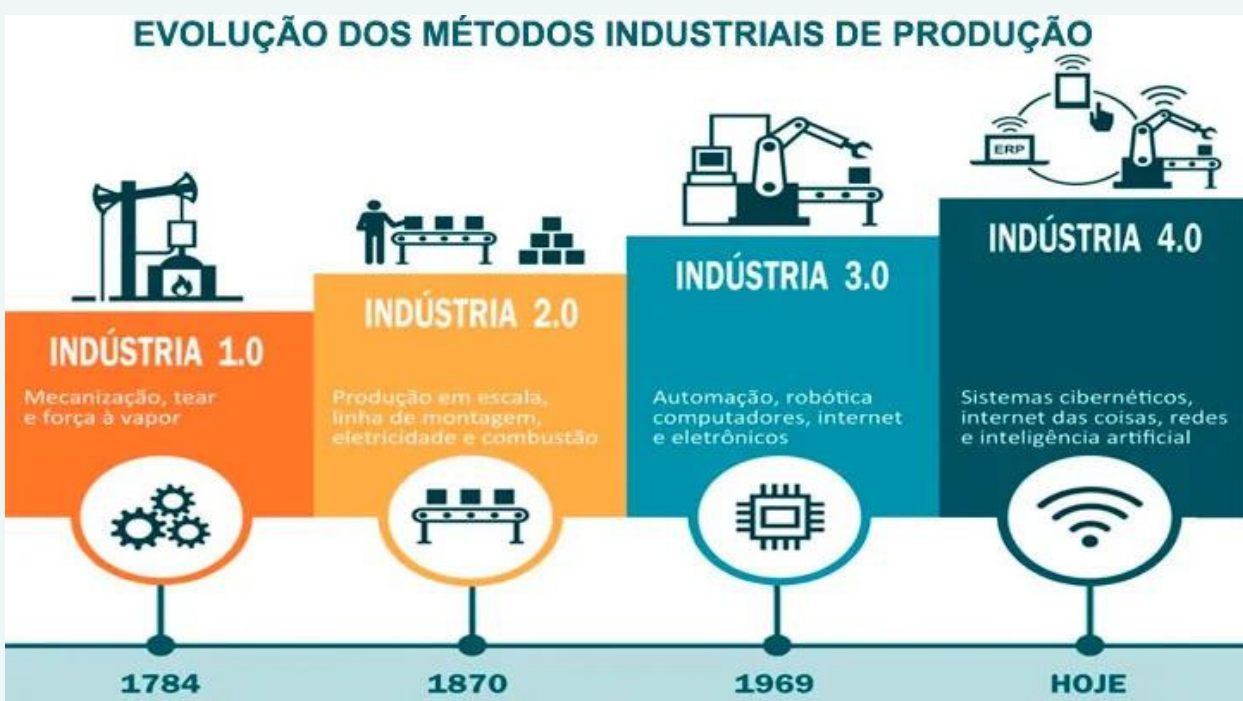 EVOLUÇÃO DOS MÉTODOS INDUSTRIAIS DE PRODUÇÃO
ERP
INDÚSTRIA 1.0
Mecanização, tear
e força à vapor
INDÚSTRIA 2.0
Produção em escala,
linha de montagem,
eletricidade e combustão
INDÚSTRIA 3.0
Automação, robótica
computadores, internet
e eletrônicos
INDÚSTRIA 4.0
Sistemas cibernéticos,
internet das coisas, redes
e inteligência artificial
1784
1870
1969
HOJE